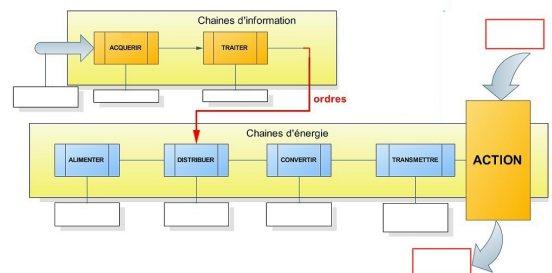 Chaines d'information
ACQUERIR
TRAITER
ordres
Chaines d'énergie
ALIMENTER
DISTRIBUER
CONVERTIR
TRANSMETTRE
ACTION